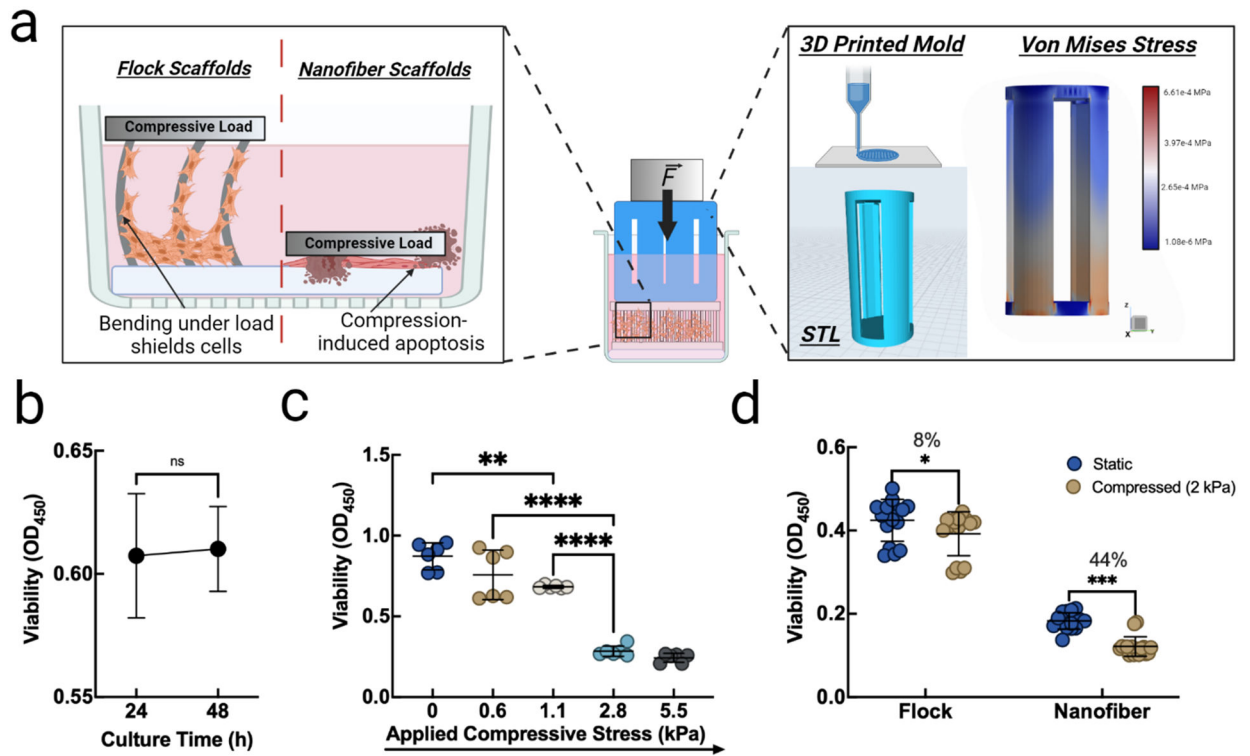 a
Flock Scaffolds
Nanofiber Scaffolds
Compressive Load
Compressive Load
Bending under load
shields cells
Compression-
induced apoptosis
F
3D Printed Mold
STL
Von Mises Stress
6.61e-4 MPa
3.97e-4 MPa
2.65e-4 MPa
1.08e-6 MPa
z
X
Y
b
Viability (OD450)
0.65
0.60
0.55
ns
24
48
Culture Time (h)
c
Viability (OD450)
1.5
1.0
0.5
0.0
**
****
****
0
0.6
1.1
2.8
5.5
Applied Compressive Stress (kPa)
d
Viability (OD450)
0.6
0.4
0.2
0.0
8%
*
44%
***
Static
Compressed (2 kPa)
Flock
Nanofiber